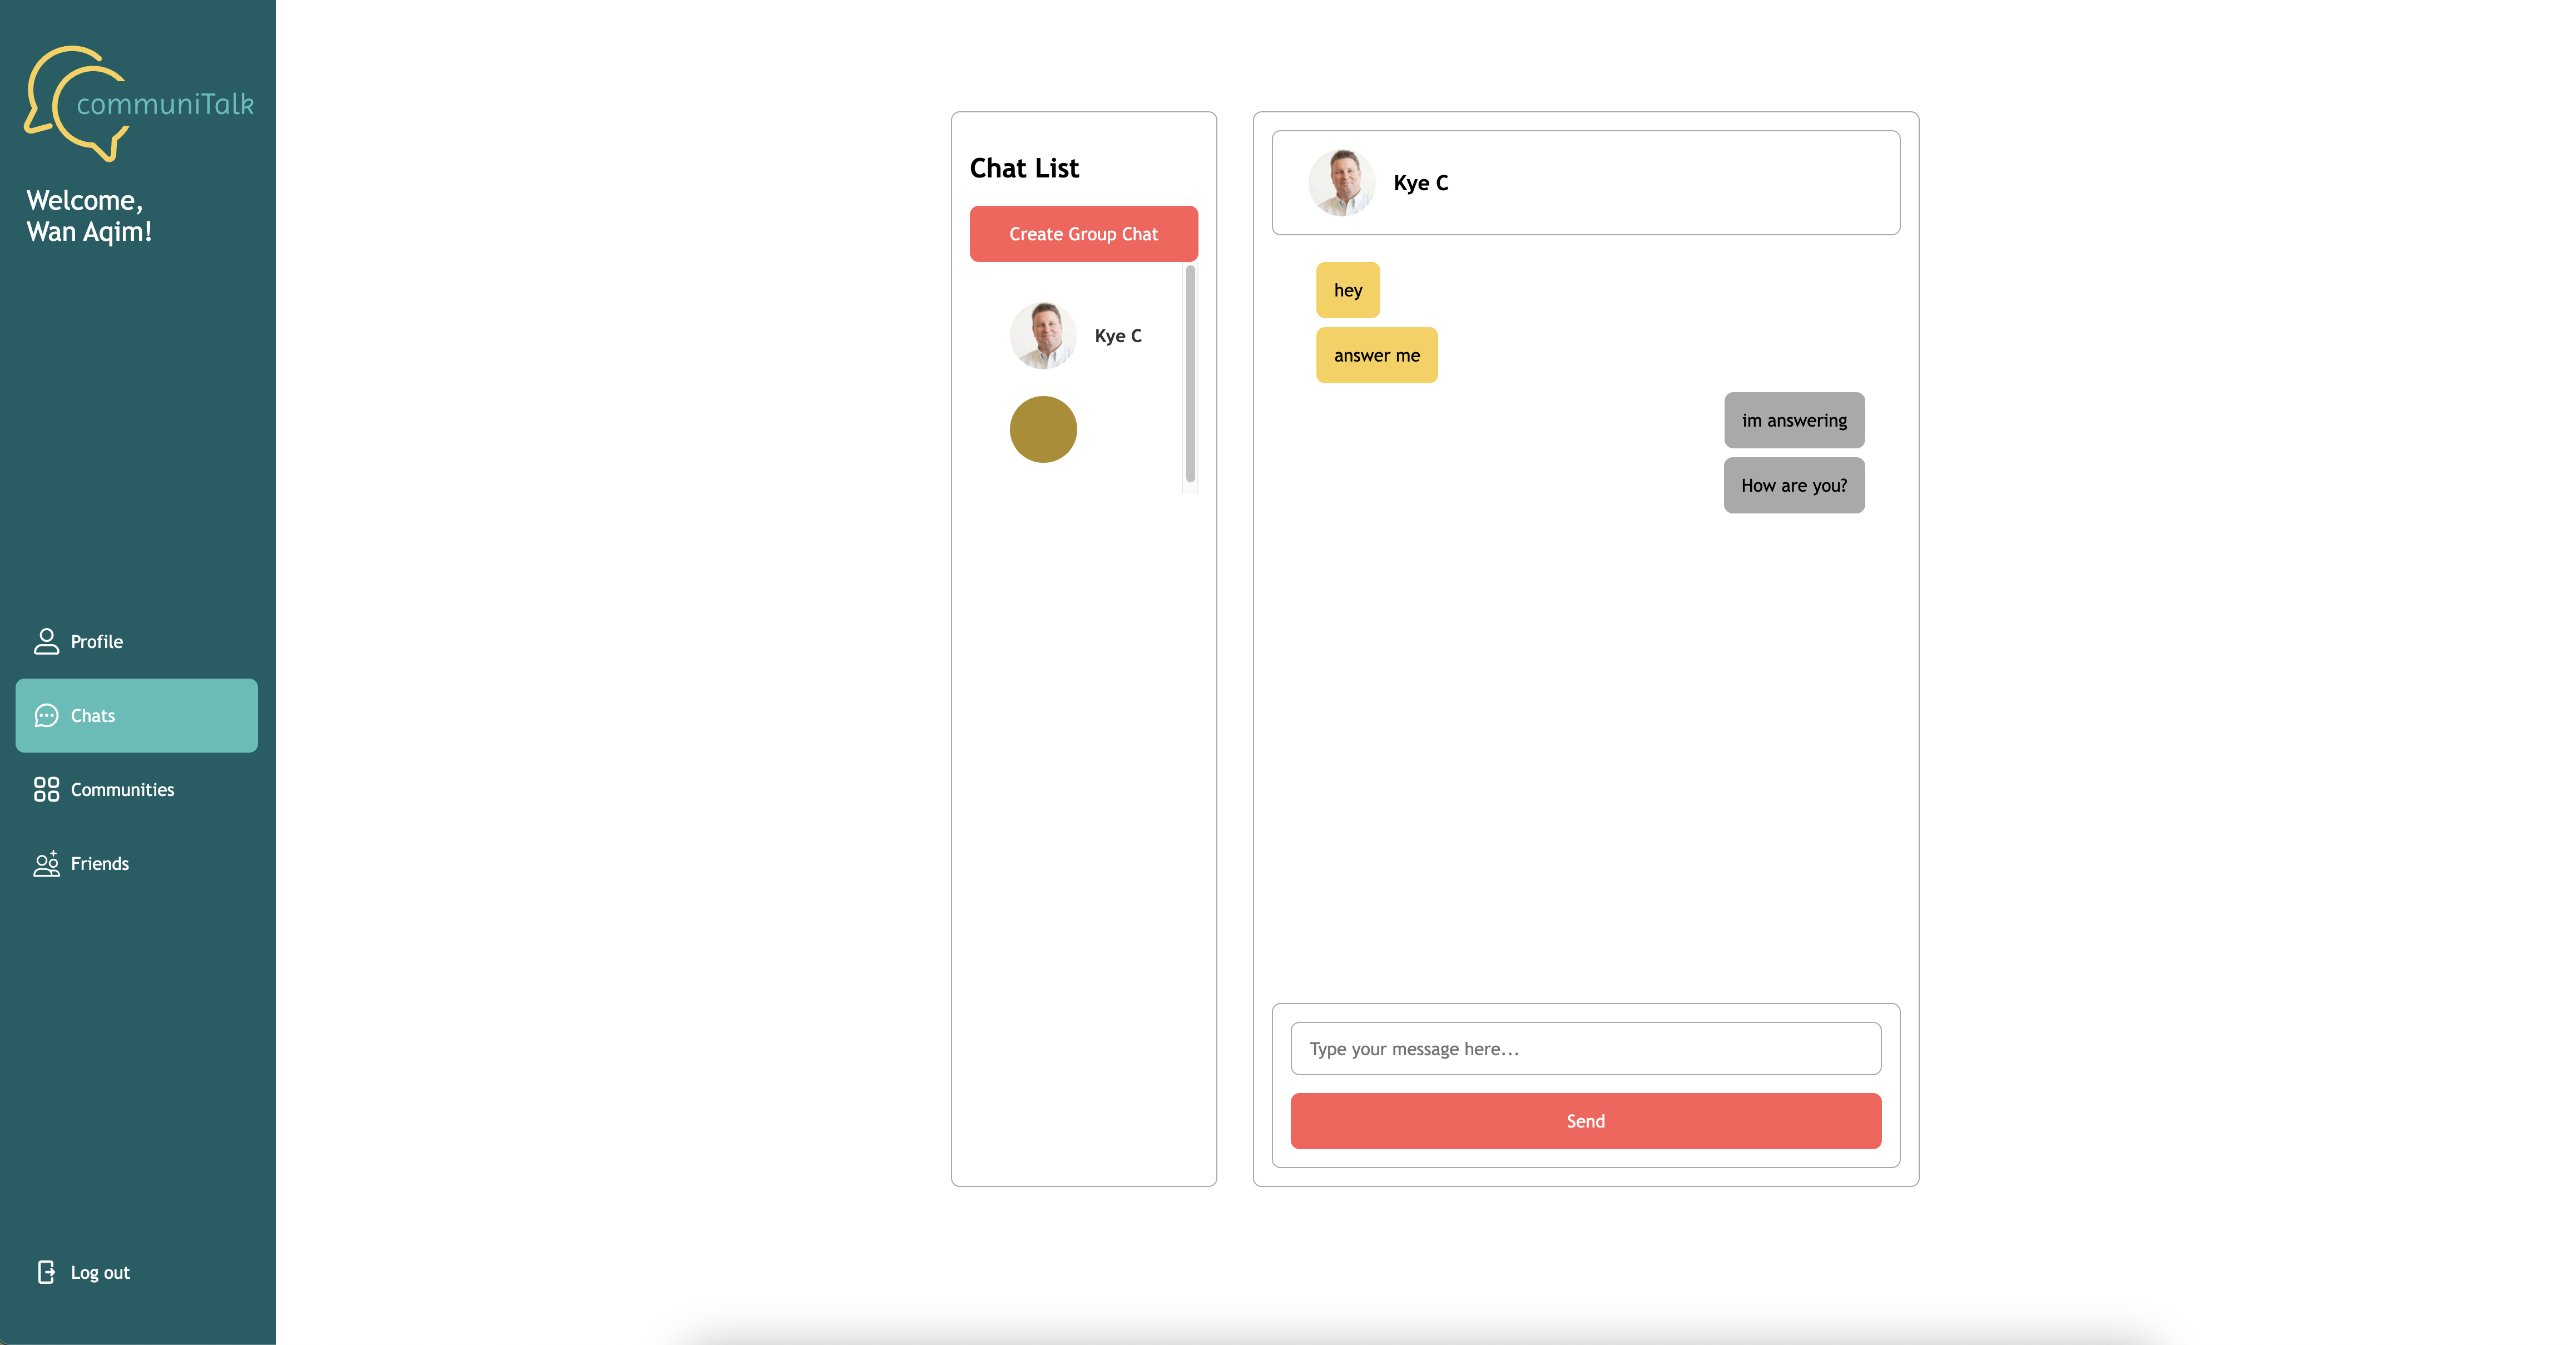 communiTalk
Welcome,
Wan Aqim!
Profile
Chats
Communities
Friends
Log out
Chat List
Create Group Chat
Kye C
Kye C
hey
answer me
im answering
How are you?
Type your message here...
Send